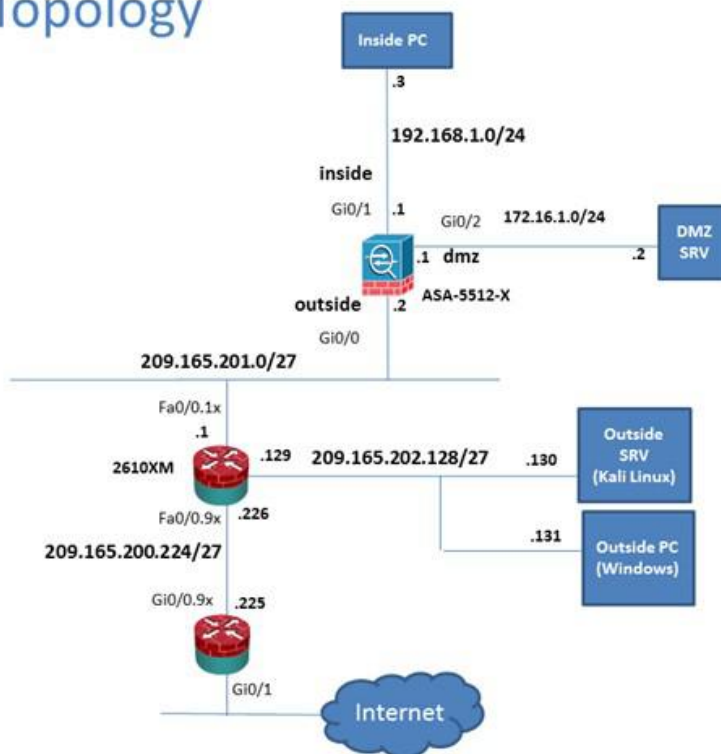 Topology
Inside PC
.3
192.168.1.0/24
inside
Gi0/1 .1
Gi0/2 172.16.1.0/24
DMZ
SRV
.1 dmz .2
ASA-5512-X
outside .2
Gi0/0
209.165.201.0/27
Fa0/0.1x
.1
2610XM
.129 209.165.202.128/27 .130
Outside
SRV
(Kali Linux)
Fa0/0.9x .226
209.165.200.224/27
.131
Outside PC
(Windows)
Gi0/0.9x .225
Gi0/1
Internet